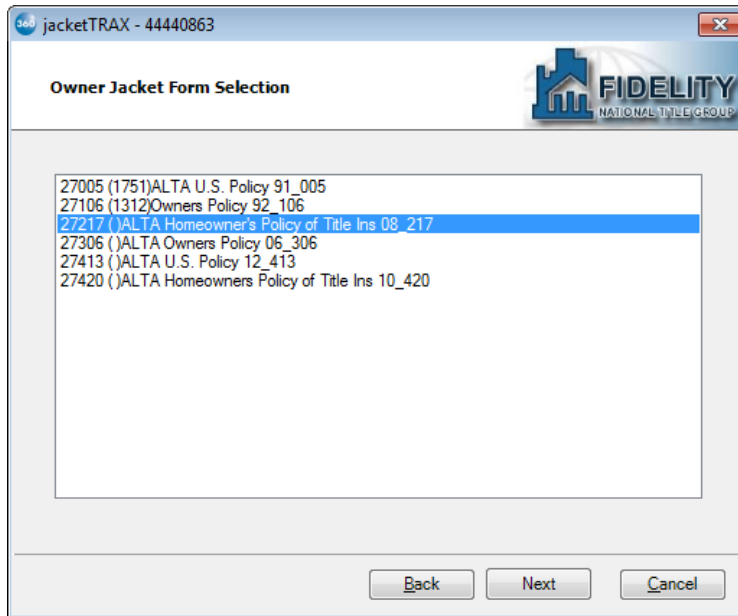 360 jacketTRAX - 44440863
Owner Jacket Form Selection
FIDELITY
NATIONAL TITLE GROUP
27005 (1751)ALTA U.S. Policy 91_005
27106 (1312)Owners Policy 92_106
27217 ( )ALTA Homeowner's Policy of Title Ins 08_217
27306 ( )ALTA Owners Policy 06_306
27413 ( )ALTA U.S. Policy 12_413
27420 ( )ALTA Homeowners Policy of Title Ins 10_420
Back Next Cancel